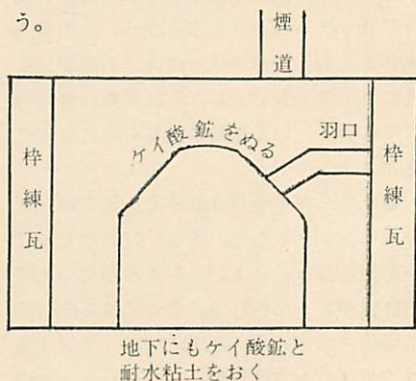 う。
煙道
ケイ酸鉱をぬる
羽口
枠練瓦
枠練瓦
地下にもケイ酸鉱と
耐水粘土をおく